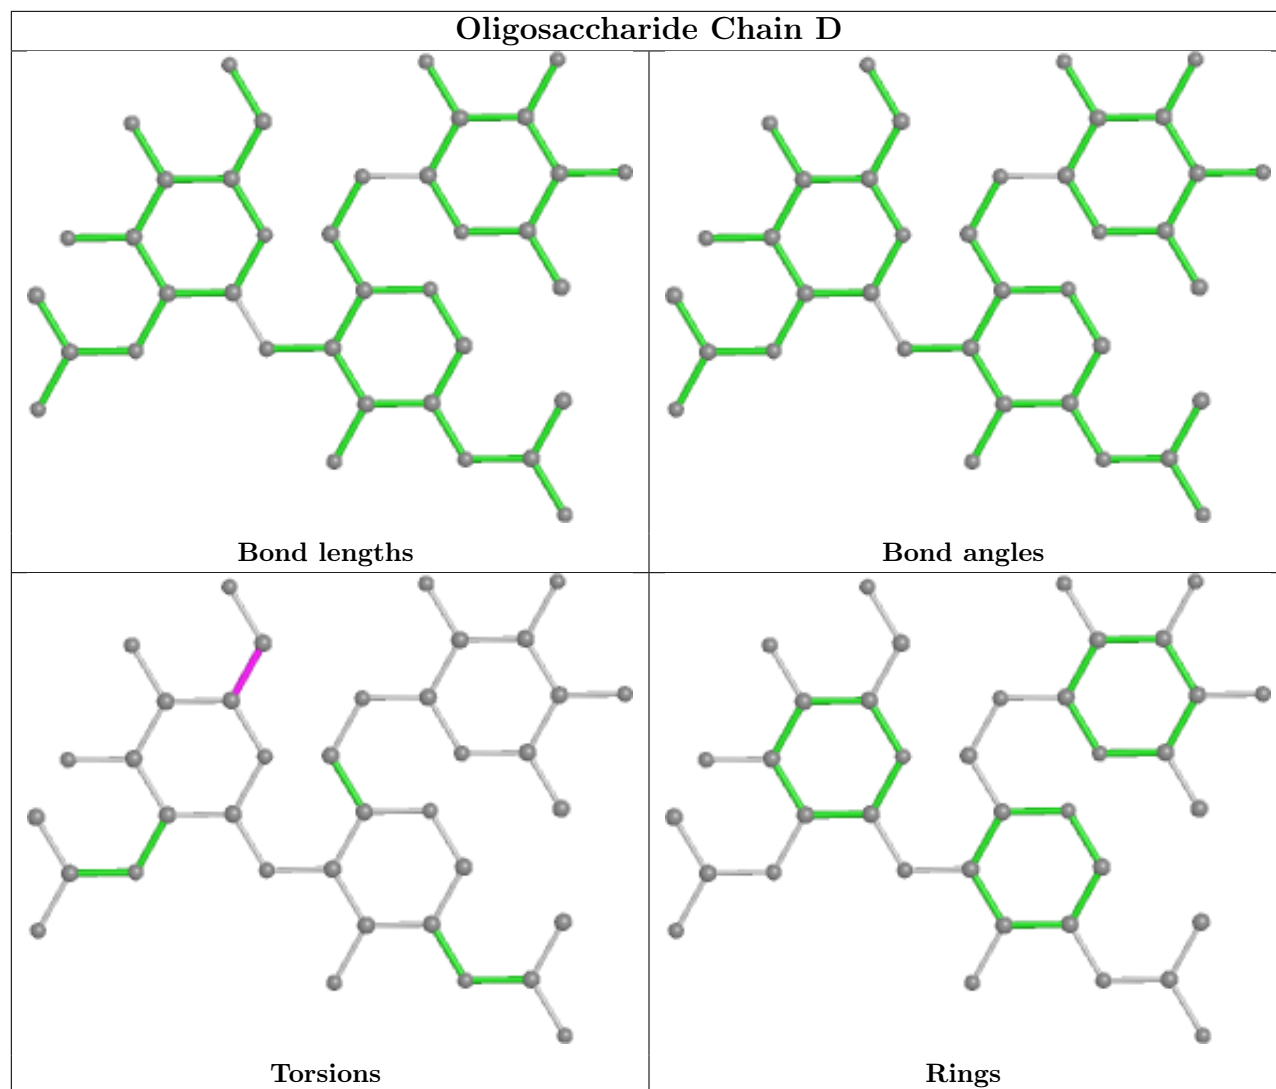 Oligosaccharide Chain D
Bond lengths
Bond angles
Torsions
Rings